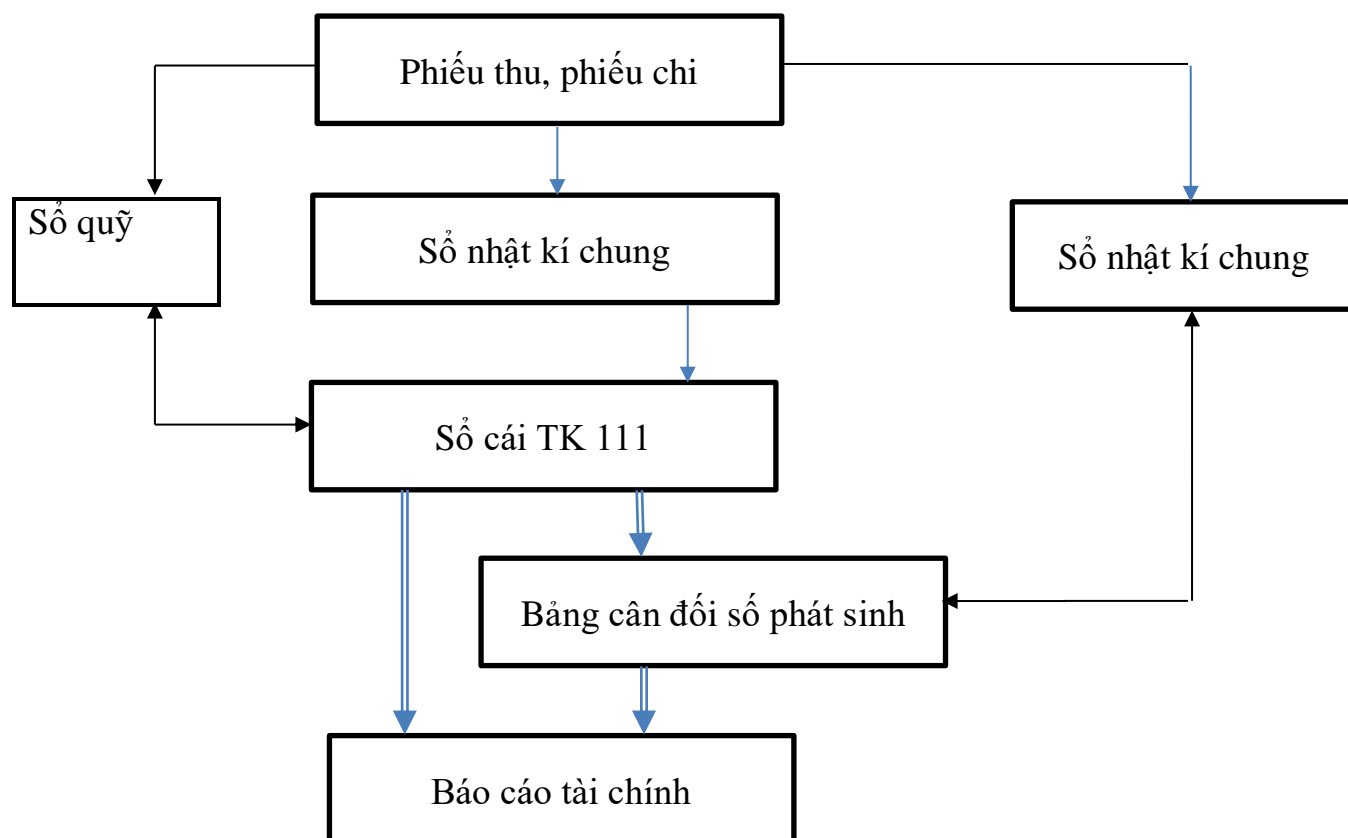 Phiếu thu, phiếu chi
Sổ quỹ
Sổ nhật kí chung
Sổ nhật kí chung
Sổ cái TK 111
Bảng cân đối số phát sinh
Báo cáo tài chính